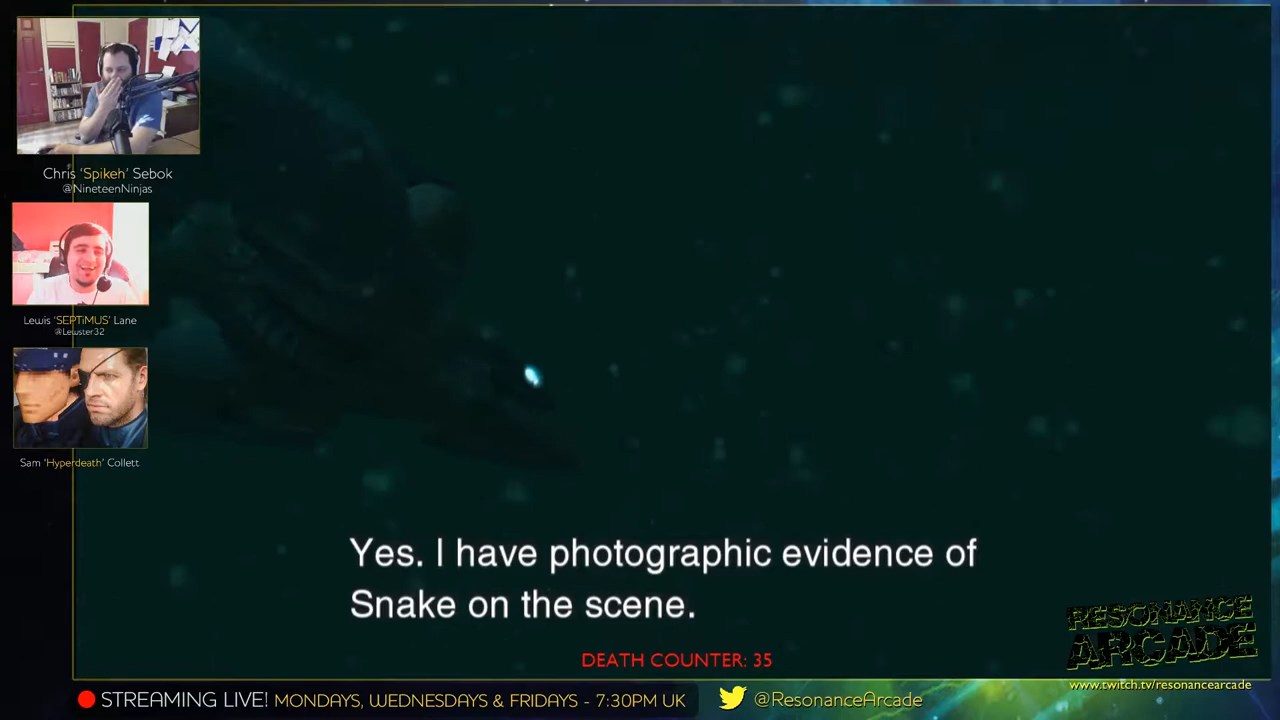 Chris ‘Spikeh’ Sebok
@NineteenNinjas
Lewis ‘SEPTiMUS’ Lane
@Lewster32
Sam ‘Hyperdeath’ Collett
Yes. I have photographic evidence of
Snake on the scene.
DEATH COUNTER: 35
RESONANCE
ARCADE
www.twitch.tv/resonancearcade
STREAMING LIVE! MONDAYS, WEDNESDAYS & FRIDAYS - 7:30PM UK
@ResonanceArcade